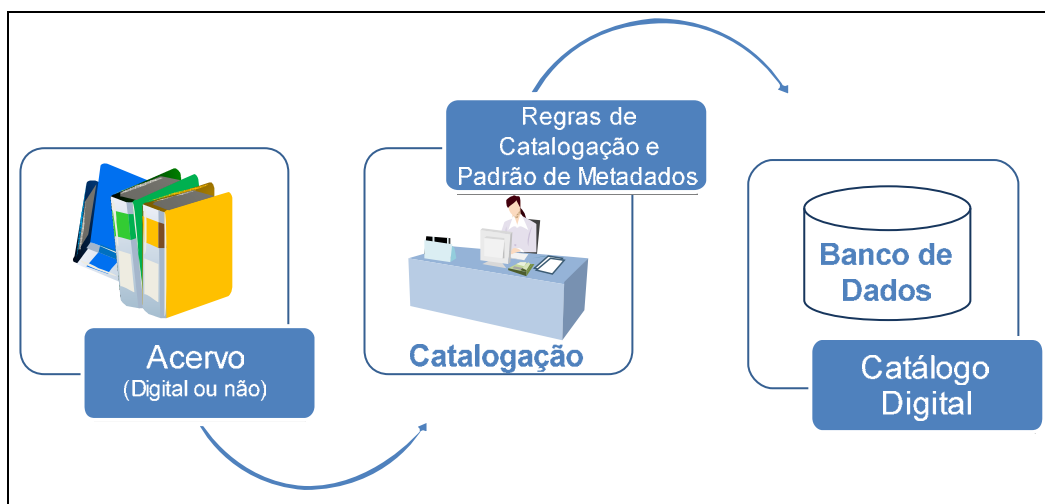 Acervo
(Digital ou não)
Regras de
Catalogação e
Padrão de Metadados
Catalogação
Banco de
Dados
Catálogo
Digital